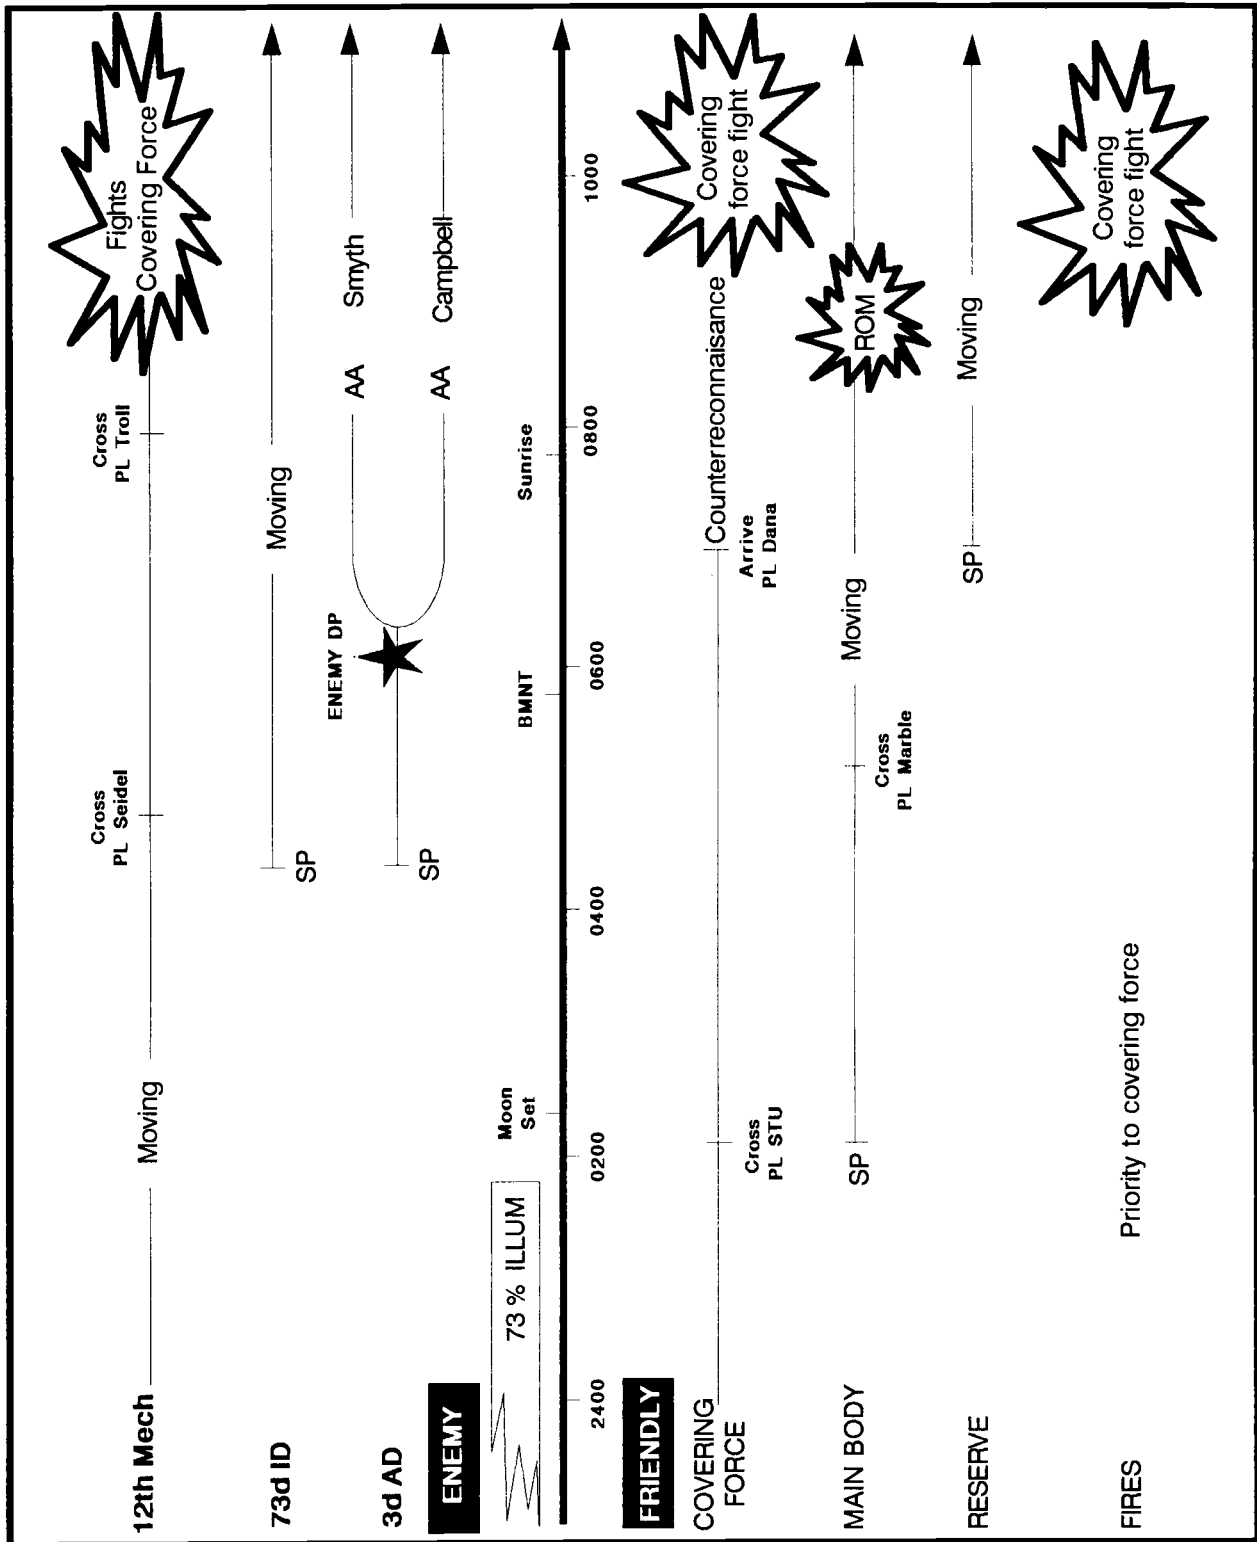 12th Mech
Moving
Cross
PL Seidel
Cross
PL Troll
Fights
Covering Force
73d ID
SP
Moving
3d AD
SP
ENEMY DP
AA Smyth
AA Campbell
ENEMY
73 % ILLUM
Moon
Set
BMNT
Sunrise
2400
0200
0400
0600
0800
1000
FRIENDLY
COVERING
FORCE
Cross
PL STU
Arrive
PL Dana
Counterreconnaisance
Covering
force fight
MAIN BODY
SP
Cross
PL Marble
Moving
ROM
RESERVE
SP
Moving
FIRES
Priority to covering force
Covering
force fight